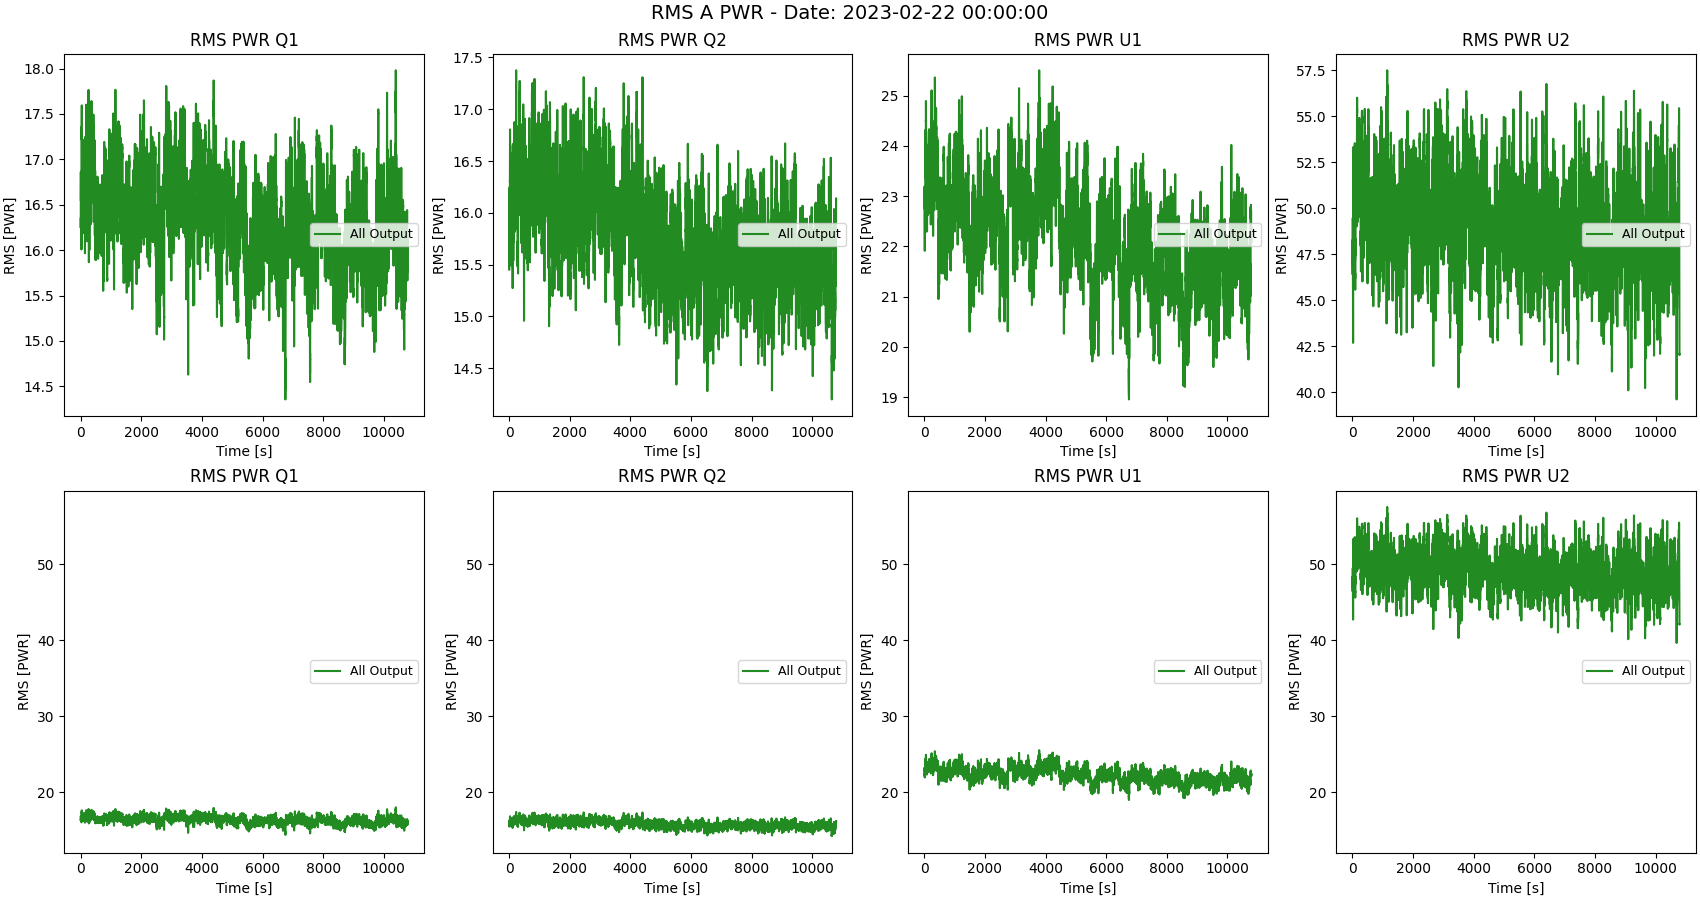 RMS A PWR - Date: 2023-02-22 00:00:00
RMS PWR Q1
RMS [PWR]
18.0
17.5
17.0
16.5
16.0
15.5
15.0
14.5
0 2000 4000 6000 8000 10000
Time [s]
All Output
RMS PWR Q2
RMS [PWR]
17.5
17.0
16.5
16.0
15.5
15.0
14.5
0 2000 4000 6000 8000 10000
Time [s]
All Output
RMS PWR U1
RMS [PWR]
25
24
23
22
21
20
19
0 2000 4000 6000 8000 10000
Time [s]
All Output
RMS PWR U2
RMS [PWR]
57.5
55.0
52.5
50.0
47.5
45.0
42.5
40.0
0 2000 4000 6000 8000 10000
Time [s]
All Output
RMS PWR Q1
RMS [PWR]
50
40
30
20
0 2000 4000 6000 8000 10000
Time [s]
All Output
RMS PWR Q2
RMS [PWR]
50
40
30
20
0 2000 4000 6000 8000 10000
Time [s]
All Output
RMS PWR U1
RMS [PWR]
50
40
30
20
0 2000 4000 6000 8000 10000
Time [s]
All Output
RMS PWR U2
RMS [PWR]
50
40
30
20
0 2000 4000 6000 8000 10000
Time [s]
All Output